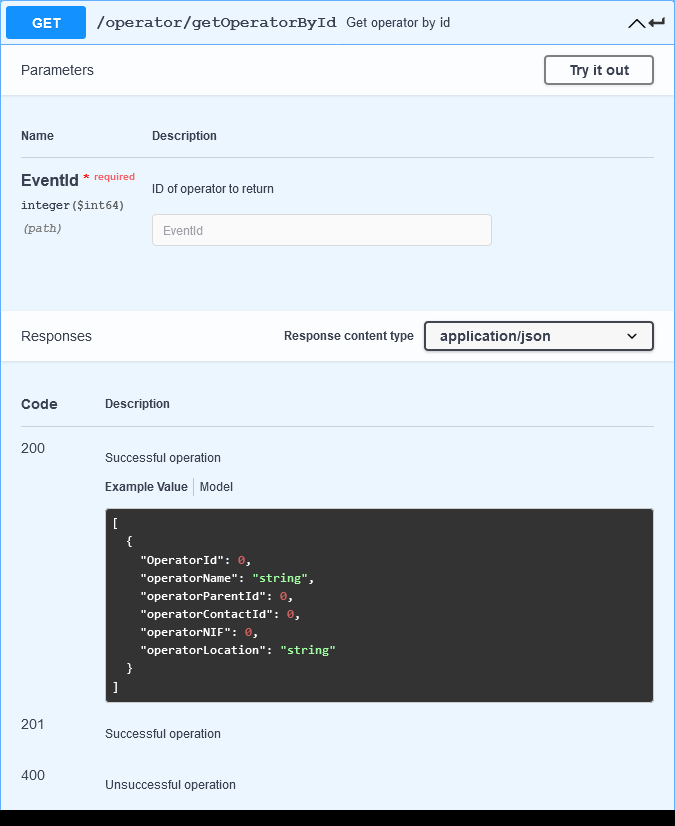 GET /operator/getOperatorById Get operator by id
Parameters Try it out
Name Description
EventId * required ID of operator to return
integer($int64)
(path)
EventId
Responses Response content type application/json
Code Description
200
Successful operation
Example Value Model
[
{
"OperatorId": 0,
"operatorName": "string",
"operatorParentId": 0,
"operatorContactId": 0,
"operatorNIF": 0,
"operatorLocation": "string"
}
]
201
Successful operation
400
Unsuccessful operation